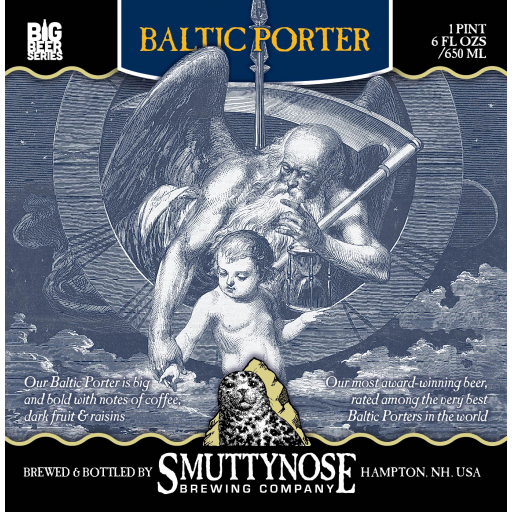 BIG
BEER
SERIES
BALTIC PORTER
1 PINT
6 FL OZS
/650 ML
Our Baltic Porter is big
and bold with notes of coffee,
dark fruit & raisins
Our most award-winning beer,
rated among the very best
Baltic Porters in the world
BREWED & BOTTLED BY
SMUTTYNOSE
BREWING COMPANY
HAMPTON, NH. USA